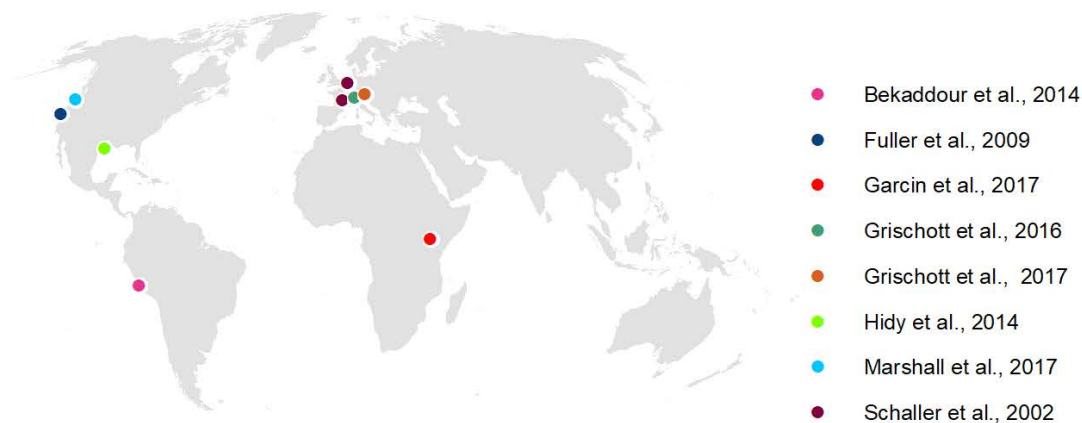 Bekaddour et al., 2014
Fuller et al., 2009
Garcin et al., 2017
Grischott et al., 2016
Grischott et al.,  2017
Hidy et al., 2014
Marshall et al., 2017
Schaller et al., 2002